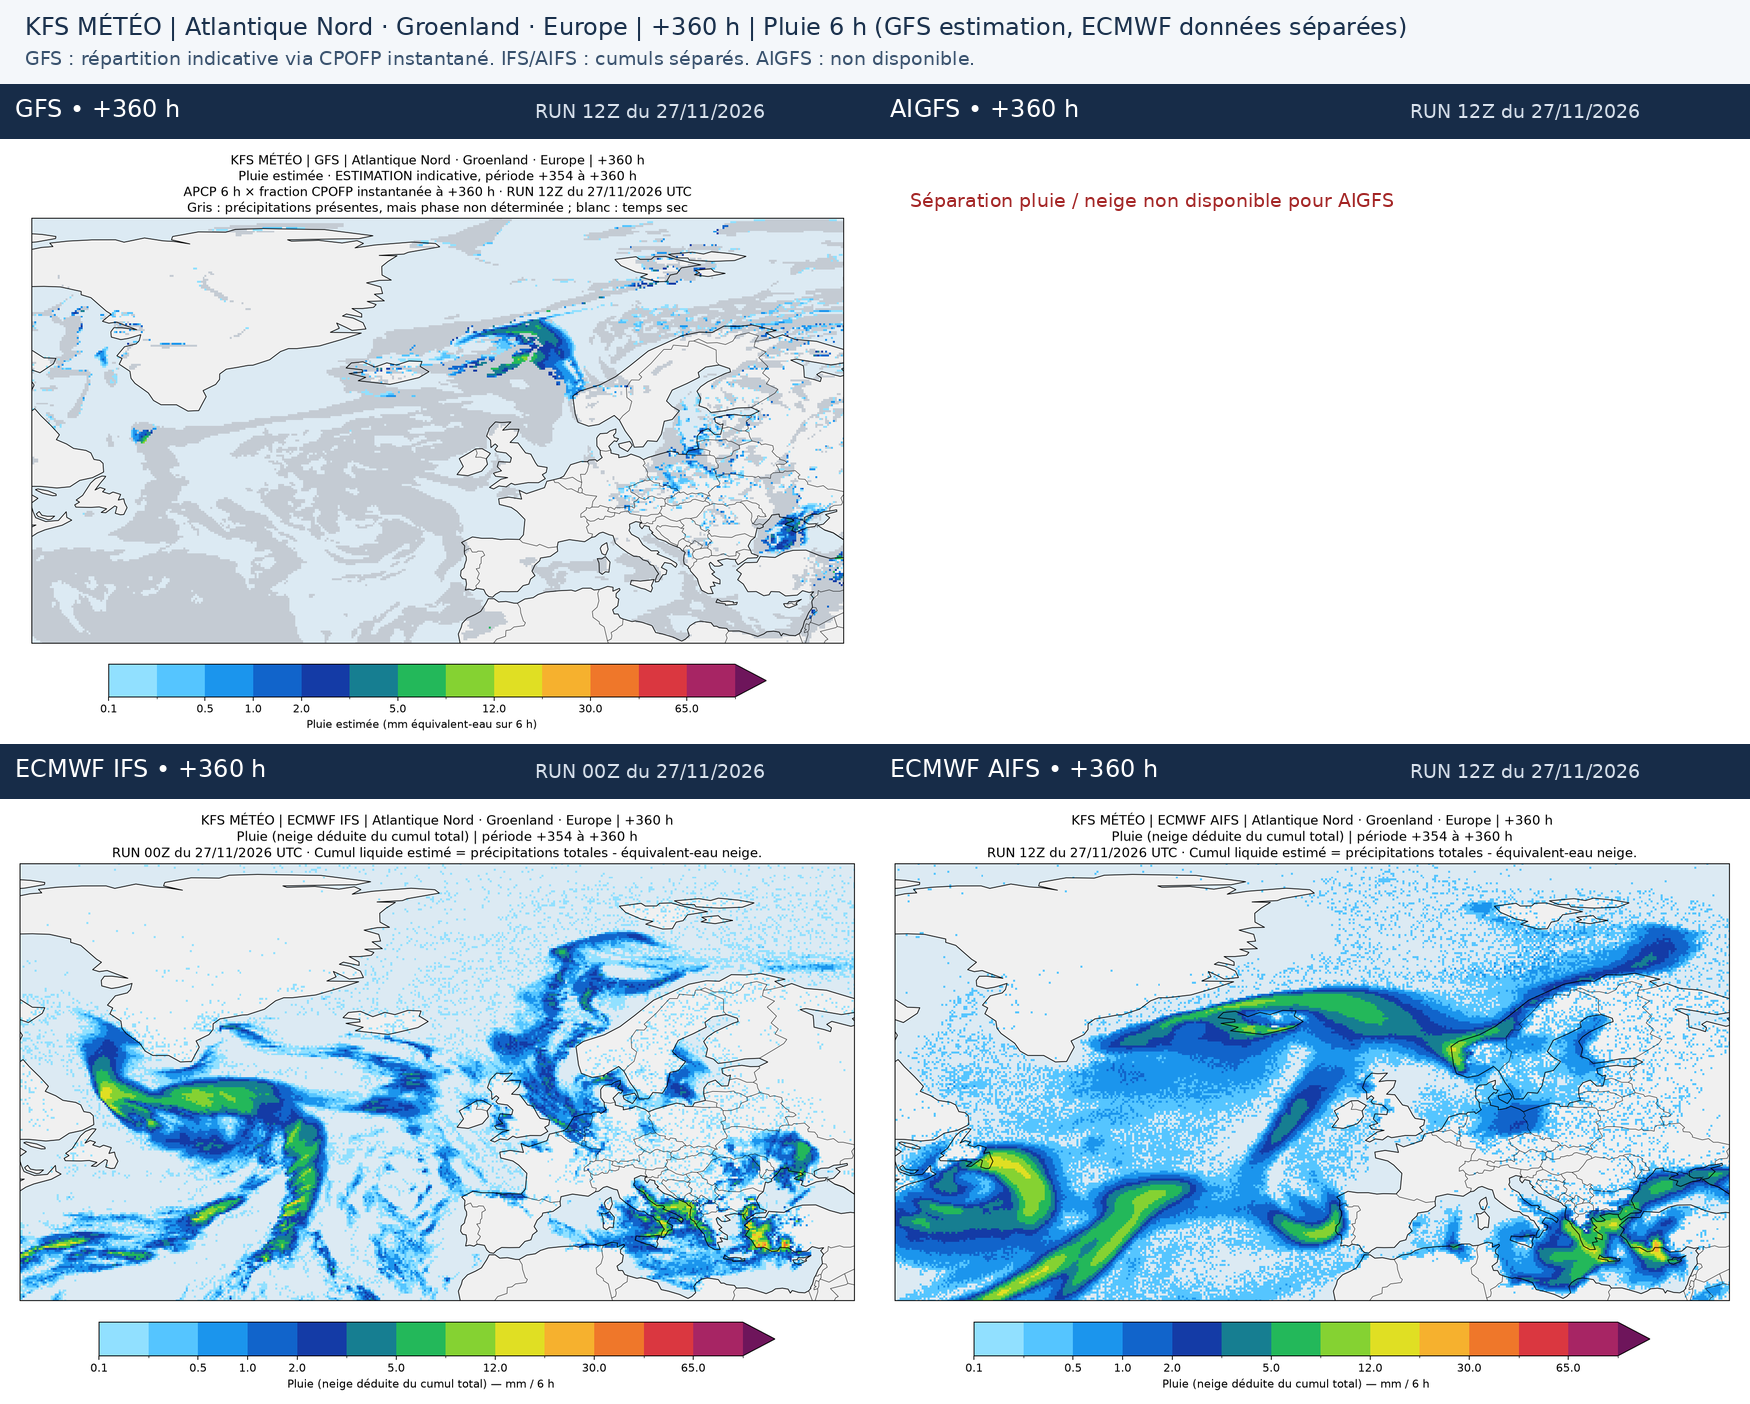 KFS MÉTÉO | Atlantique Nord · Groenland · Europe | +360 h | Pluie 6 h (GFS estimation, ECMWF données séparées)
GFS : répartition indicative via CPOFP instantané. IFS/AIFS : cumuls séparés. AIGFS : non disponible.
GFS • +360 h
RUN 12Z du 27/11/2026
AIGFS • +360 h
RUN 12Z du 27/11/2026
KFS MÉTÉO | GFS | Atlantique Nord · Groenland · Europe | +360 h
Pluie estimée · ESTIMATION indicative, période +354 à +360 h
APCP 6 h × fraction CPOFP instantanée à +360 h · RUN 12Z du 27/11/2026 UTC
Gris : précipitations présentes, mais phase non déterminée ; blanc : temps sec
Séparation pluie / neige non disponible pour AIGFS
0.1 0.5 1.0 2.0 5.0 12.0 30.0 65.0
Pluie estimée (mm équivalent-eau sur 6 h)
ECMWF IFS • +360 h
RUN 00Z du 27/11/2026
ECMWF AIFS • +360 h
RUN 12Z du 27/11/2026
KFS MÉTÉO | ECMWF IFS | Atlantique Nord · Groenland · Europe | +360 h
Pluie (neige déduite du cumul total) | période +354 à +360 h
RUN 00Z du 27/11/2026 UTC · Cumul liquide estimé = précipitations totales - équivalent-eau neige.
KFS MÉTÉO | ECMWF AIFS | Atlantique Nord · Groenland · Europe | +360 h
Pluie (neige déduite du cumul total) | période +354 à +360 h
RUN 12Z du 27/11/2026 UTC · Cumul liquide estimé = précipitations totales - équivalent-eau neige.
0.1 0.5 1.0 2.0 5.0 12.0 30.0 65.0
Pluie (neige déduite du cumul total) — mm / 6 h
0.1 0.5 1.0 2.0 5.0 12.0 30.0 65.0
Pluie (neige déduite du cumul total) — mm / 6 h